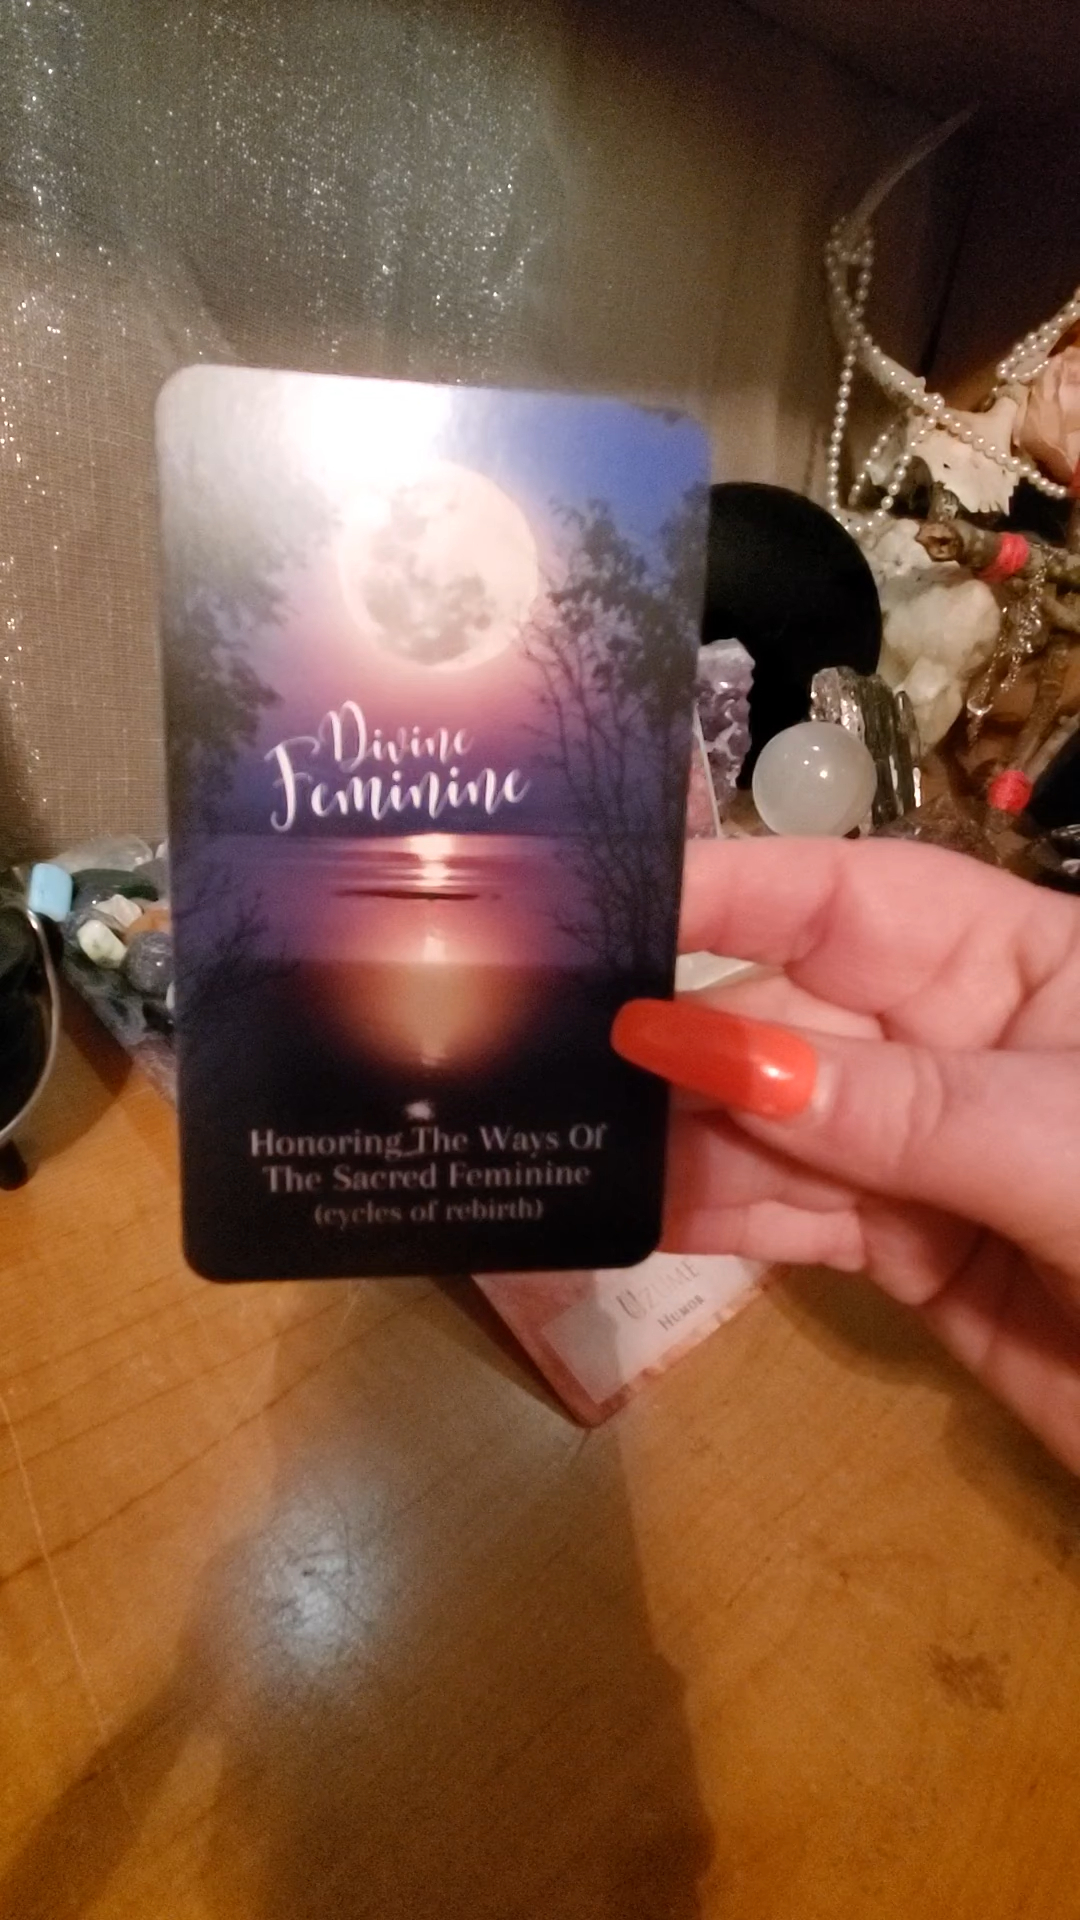 Divine
Feminine
Honoring The Ways Of
The Sacred Feminine
(cycles of rebirth)
UZUME
HUMOR